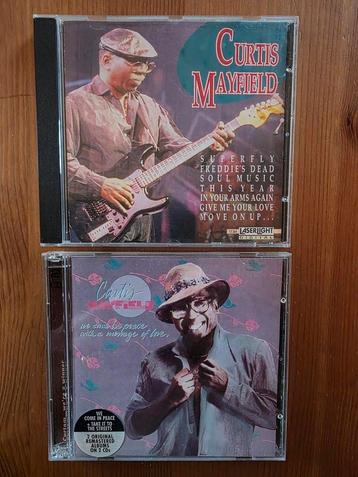 CURTIS
MAYFIELD
SUPERFLY
FREDDIE'S DEAD
SOUL MUSIC
THIS YEAR
IN YOUR ARMS AGAIN
GIVE ME YOUR LOVE
MOVE ON UP...
LASERLIGHT
DIGITAL
Curtis
MAYFIELD
we come in peace
with a message of love.
WE
COME IN PEACE
+ TAKE IT TO
THE STREETS
2 ORIGINAL
REMASTERED
ALBUMS
ON 2 CDs